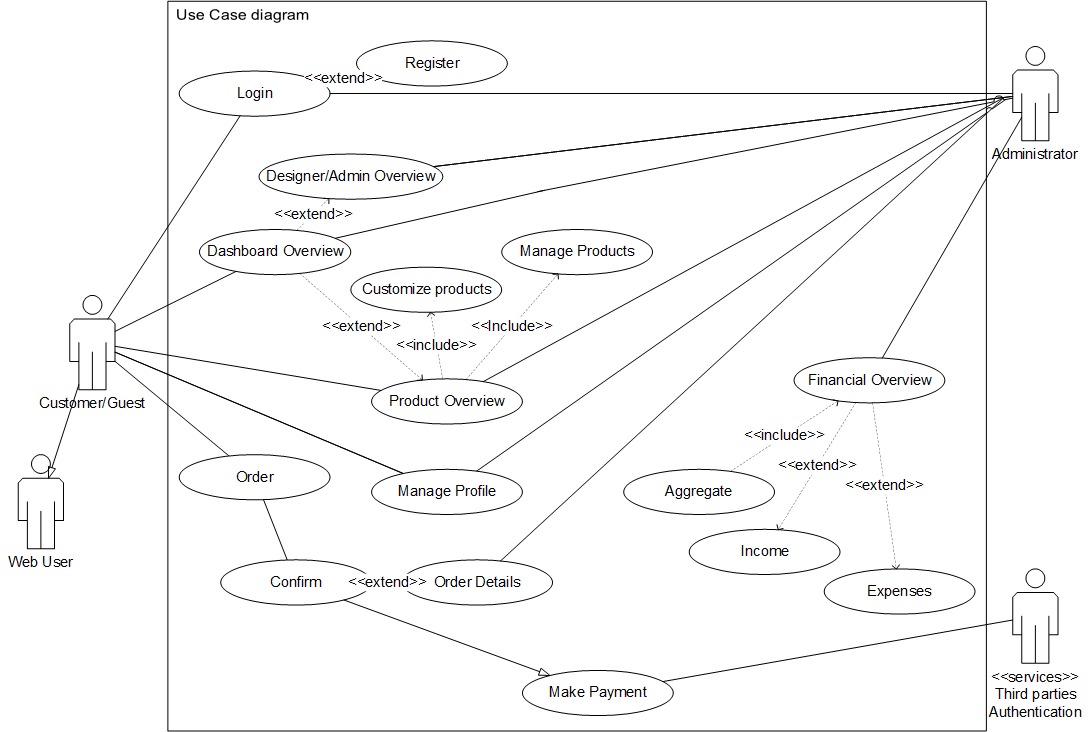 Use Case diagram
Register
<<extend>>
Login
Administrator
Designer/Admin Overview
<<extend>>
Dashboard Overview
Manage Products
Customize products
<<extend>>
<<Include>>
<<include>>
Financial Overview
Product Overview
Customer/Guest
<<include>>
<<extend>>
Order
<<extend>>
Manage Profile
Aggregate
Income
Web User
Confirm
<<extend>>
Order Details
Expenses
Make Payment
<<services>>
Third parties
Authentication